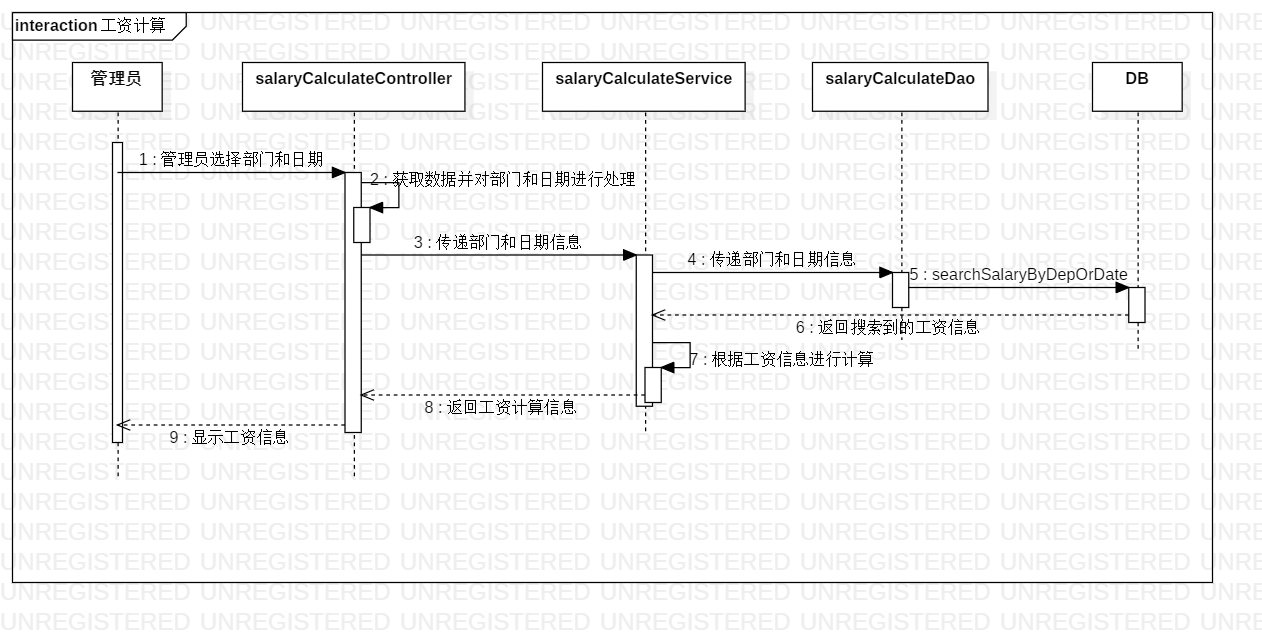 interaction 工资计算
管理员
salaryCalculateController
salaryCalculateService
salaryCalculateDao
DB
1 : 管理员选择部门和日期
2 : 获取数据并对部门和日期进行处理
3 : 传递部门和日期信息
4 : 传递部门和日期信息
5 : searchSalaryByDepOrDate
6 : 返回搜索到的工资信息
7 : 根据工资信息进行计算
8 : 返回工资计算信息
9 : 显示工资信息
UNREGISTERED